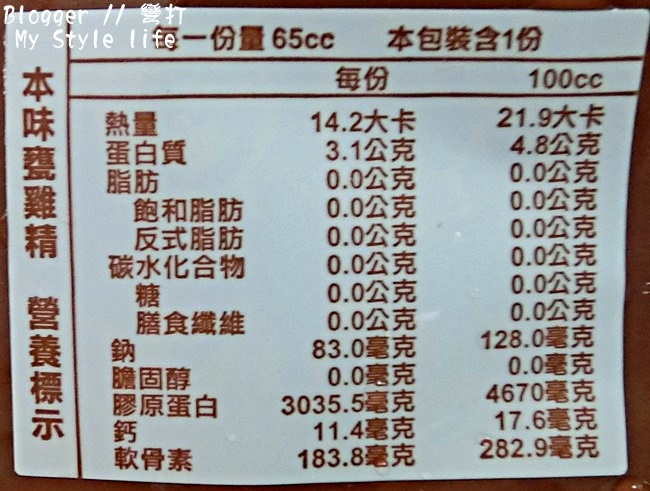 Blogger // 彎打
My Style life
每一份量 65cc 本包裝含1份
每份 100cc
本味甕雞精 營養標示
熱量 14.2大卡 21.9大卡
蛋白質 3.1公克 4.8公克
脂肪 0.0公克 0.0公克
飽和脂肪 0.0公克 0.0公克
反式脂肪 0.0公克 0.0公克
碳水化合物 0.0公克 0.0公克
糖 0.0公克 0.0公克
膳食纖維 0.0公克 0.0公克
鈉 83.0毫克 128.0毫克
膽固醇 0.0毫克 0.0毫克
膠原蛋白 3035.5毫克 4670毫克
鈣 11.4毫克 17.6毫克
軟骨素 183.8毫克 282.9毫克